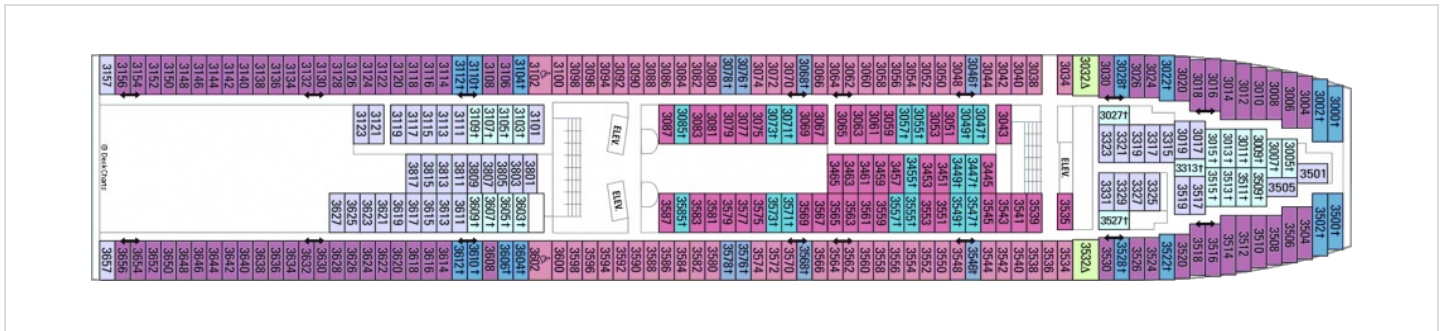 3157 3156 3154 3152 3150 3148 3146 3144 3142 3140 3138 3136 3134 3132 3130 3128 3126 3124 3122 3120 3118 3116 3114 3112† 3110† 3108 3106 3104† 3102 3100 3098 3096 3094 3092 3090 3088 3086 3084 3082 3080 3078† 3076† 3074 3072 3070 3068† 3066 3064 3062 3060 3058 3056 3054 3052 3050 3048 3046† 3044 3042 3040 3038 3034 3032Δ 3030 3028† 3026 3024 3022† 3020 3018 3016 3014 3012 3010 3008 3006 3004 3002† 3000†
3123 3121 3119 3117 3115 3113 3111 3109† 3107† 3105† 3103† 3101 ELEV. 3087 3085† 3083 3081 3079 3077 3075 3073† 3071† 3069 3067 3065 3063 3061 3059 3057† 3055† 3053 3051 3049† 3047† 3043
3027†
3323 3321 3319 3317 3315 3019 3017 3015† 3013† 3011† 3009† 3007† 3005†
© DeckCharts
3817 3815 3813 3811 3809 3807 3805 3803 3801 3465 3463 3461 3459 3457 3455† 3453 3451 3449† 3447† 3445 ELEV. 3313† 3501
3331 3329 3327 3325 3519 3517 3515 3513† 3511† 3509† 3505
3627 3625 3623 3621 3619 3617 3615 3613 3611 3609† 3607† 3605† 3603† ELEV. 3587 3585† 3583 3581 3579 3577 3575 3573† 3571† 3569 3567 3565 3563 3561 3559 3557† 3555† 3553 3551 3549† 3547† 3545 3543 3541 3539 3535
3527†
3657 3656 3654 3652 3650 3648 3646 3644 3642 3640 3638 3636 3634 3632 3630 3628 3626 3624 3622 3620 3618 3616 3614 3612† 3610† 3608 3606† 3604† 3602 3600 3598 3596 3594 3592 3590 3588 3586 3584 3582 3580 3578† 3576† 3574 3572 3570 3568† 3566 3564 3562 3560 3558 3556 3554 3552 3550 3548 3546† 3544 3542 3540 3538 3536 3534 3532Δ 3530 3528† 3526 3524 3522† 3520 3518 3516 3514 3512 3510 3508 3506 3504 3502† 3500†